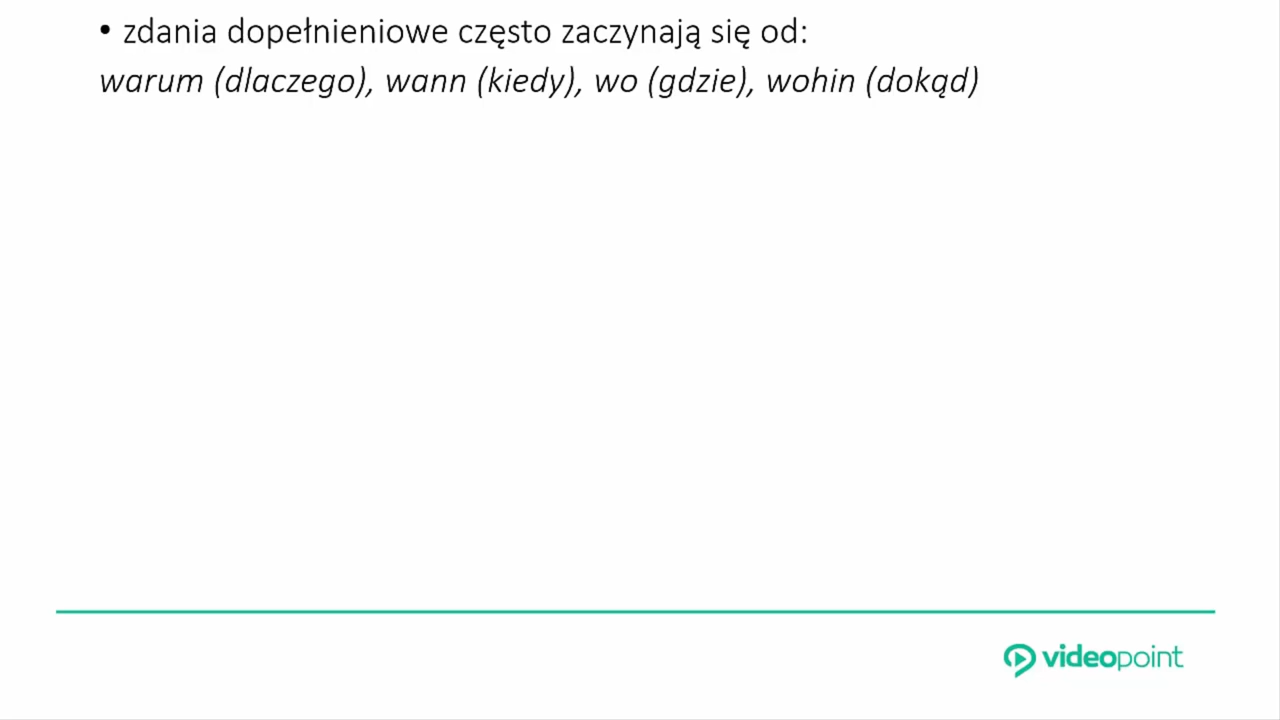 • zdania dopełnieniowe często zaczynają się od:
warum (dlaczego), wann (kiedy), wo (gdzie), wohin (dokąd)
videopoint